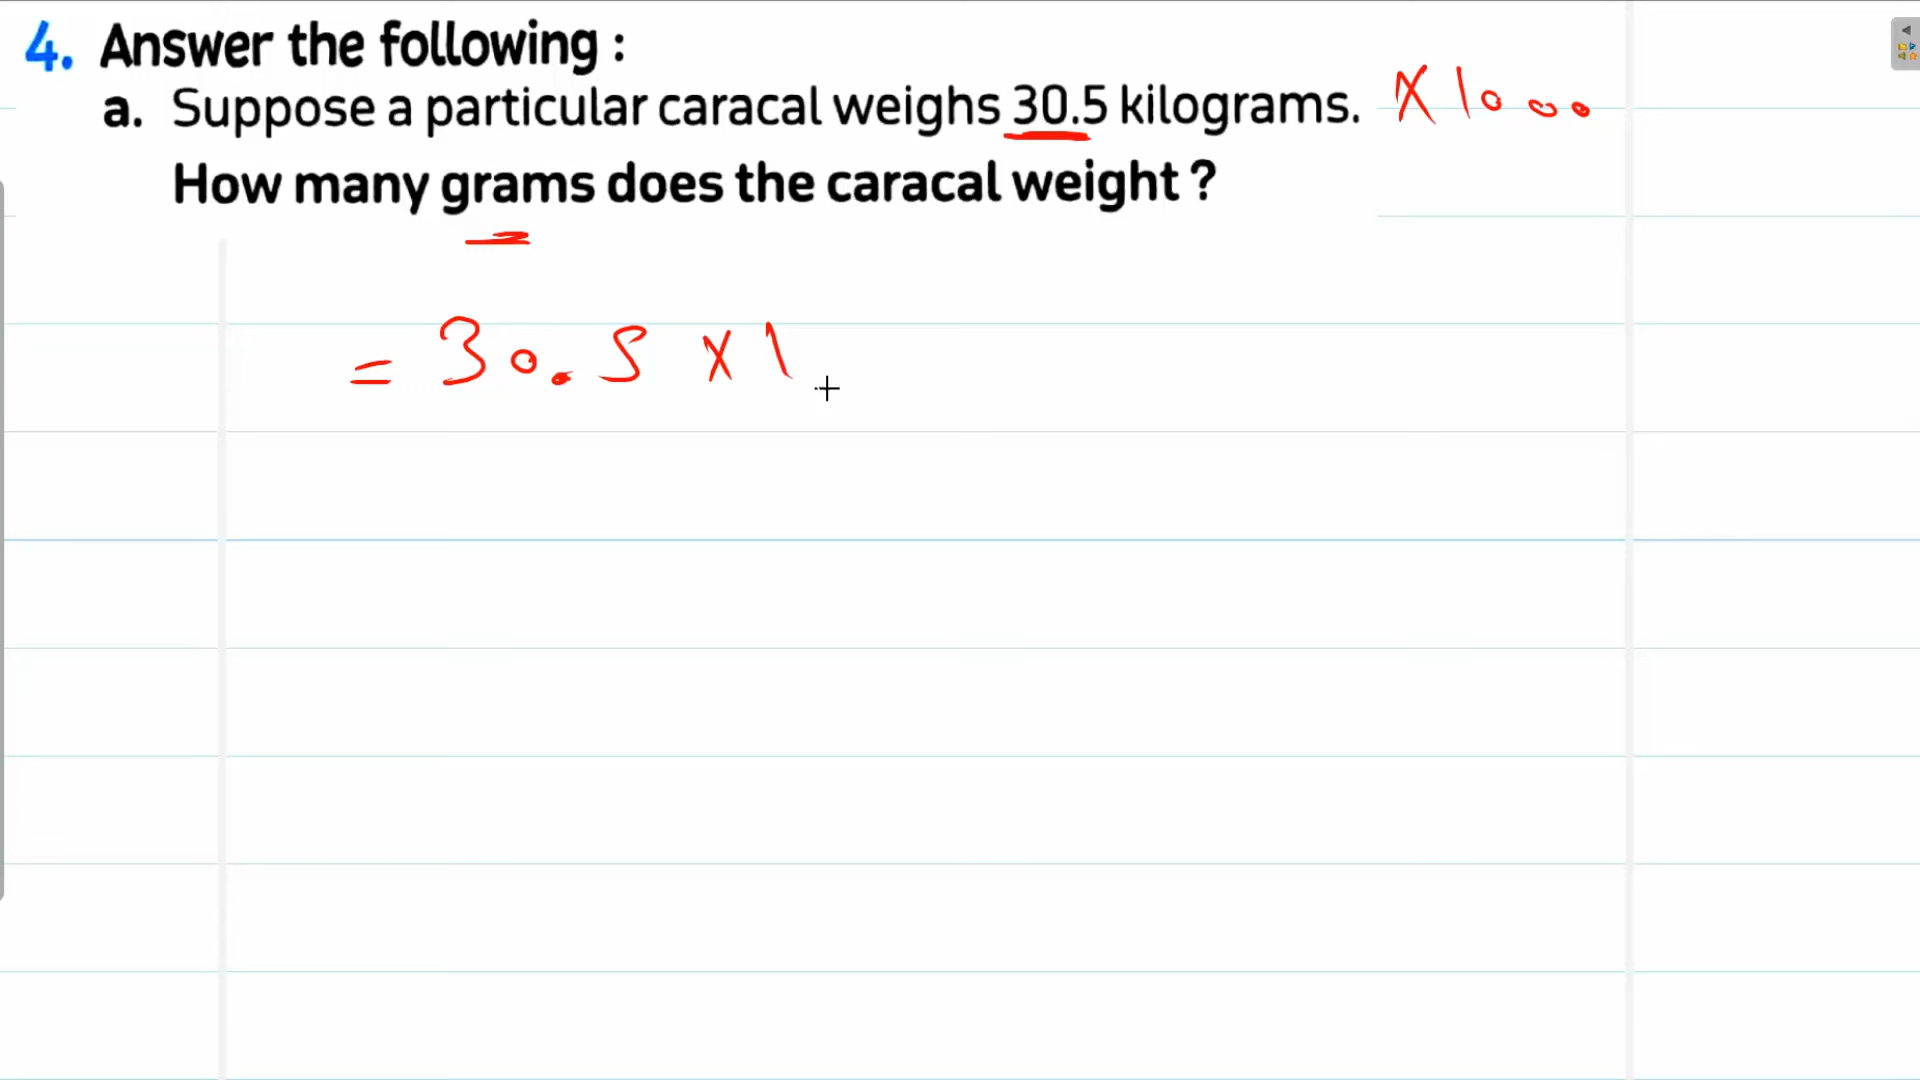 4. Answer the following :
a. Suppose a particular caracal weighs 30.5 kilograms. X 1000
How many grams does the caracal weight ?
= 30.5 X 1